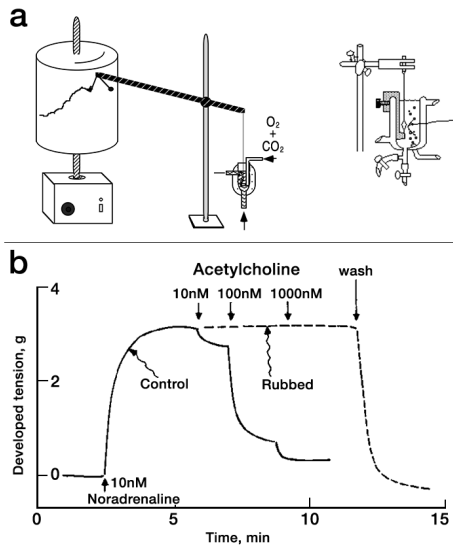 a
O2
+
CO2
b
Acetylcholine
10nM 100nM 1000nM
wash
4
2
0
Developed tension, g
Control
Rubbed
10nM
Noradrenaline
0 5 10 15
Time, min